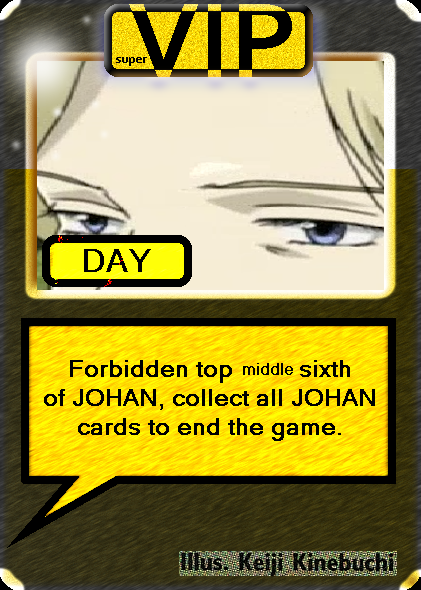 super VIP
DAY
Forbidden top middle sixth
of JOHAN, collect all JOHAN
cards to end the game.
Illus. Keiji Kinebuchi